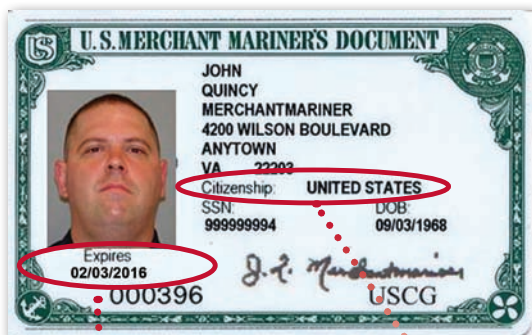 U.S. MERCHANT MARINER'S DOCUMENT
JOHN
QUINCY
MERCHANTMARINER
4200 WILSON BOULEVARD
ANYTOWN
VA 22203
Citizenship: UNITED STATES
SSN: DOB:
999999994 09/03/1968
Expires
02/03/2016
J. Q. Merchantmariner
000396 USCG